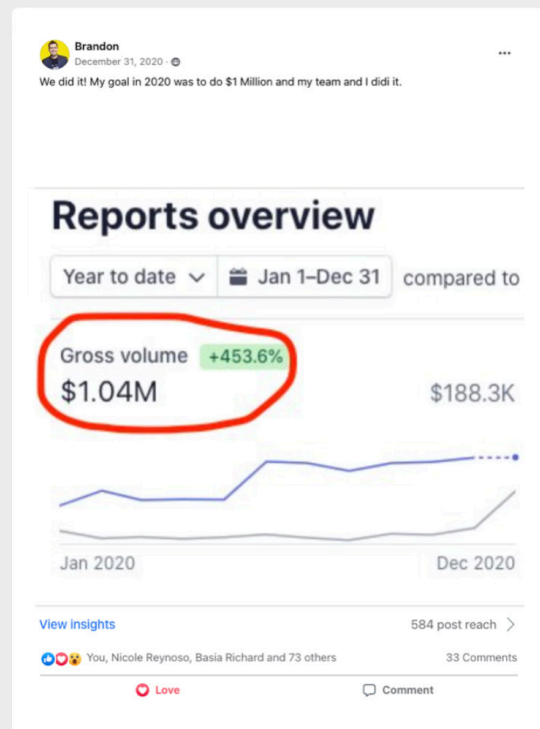 Brandon
December 31, 2020 ·
We did it! My goal in 2020 was to do $1 Million and my team and I didi it.
Reports overview
Year to date Jan 1–Dec 31 compared to
Gross volume +453.6%
$1.04M $188.3K
Jan 2020 Dec 2020
View insights 584 post reach
You, Nicole Reynoso, Basia Richard and 73 others 33 Comments
Love Comment